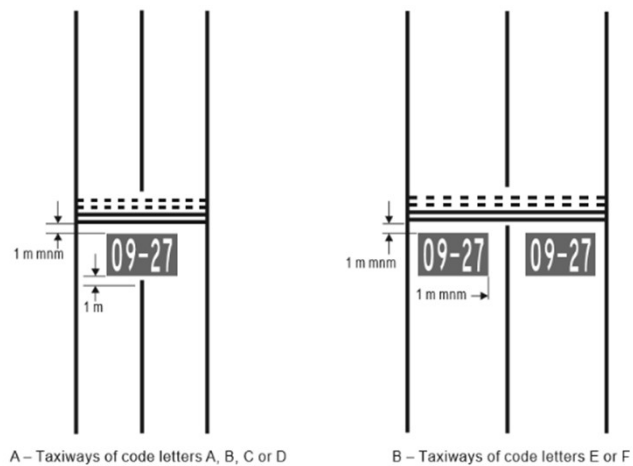 1 m mnm
09-27
1 m
A – Taxiways of code letters A, B, C or D
1 m mnm
09-27
09-27
1 m mnm
B – Taxiways of code letters E or F